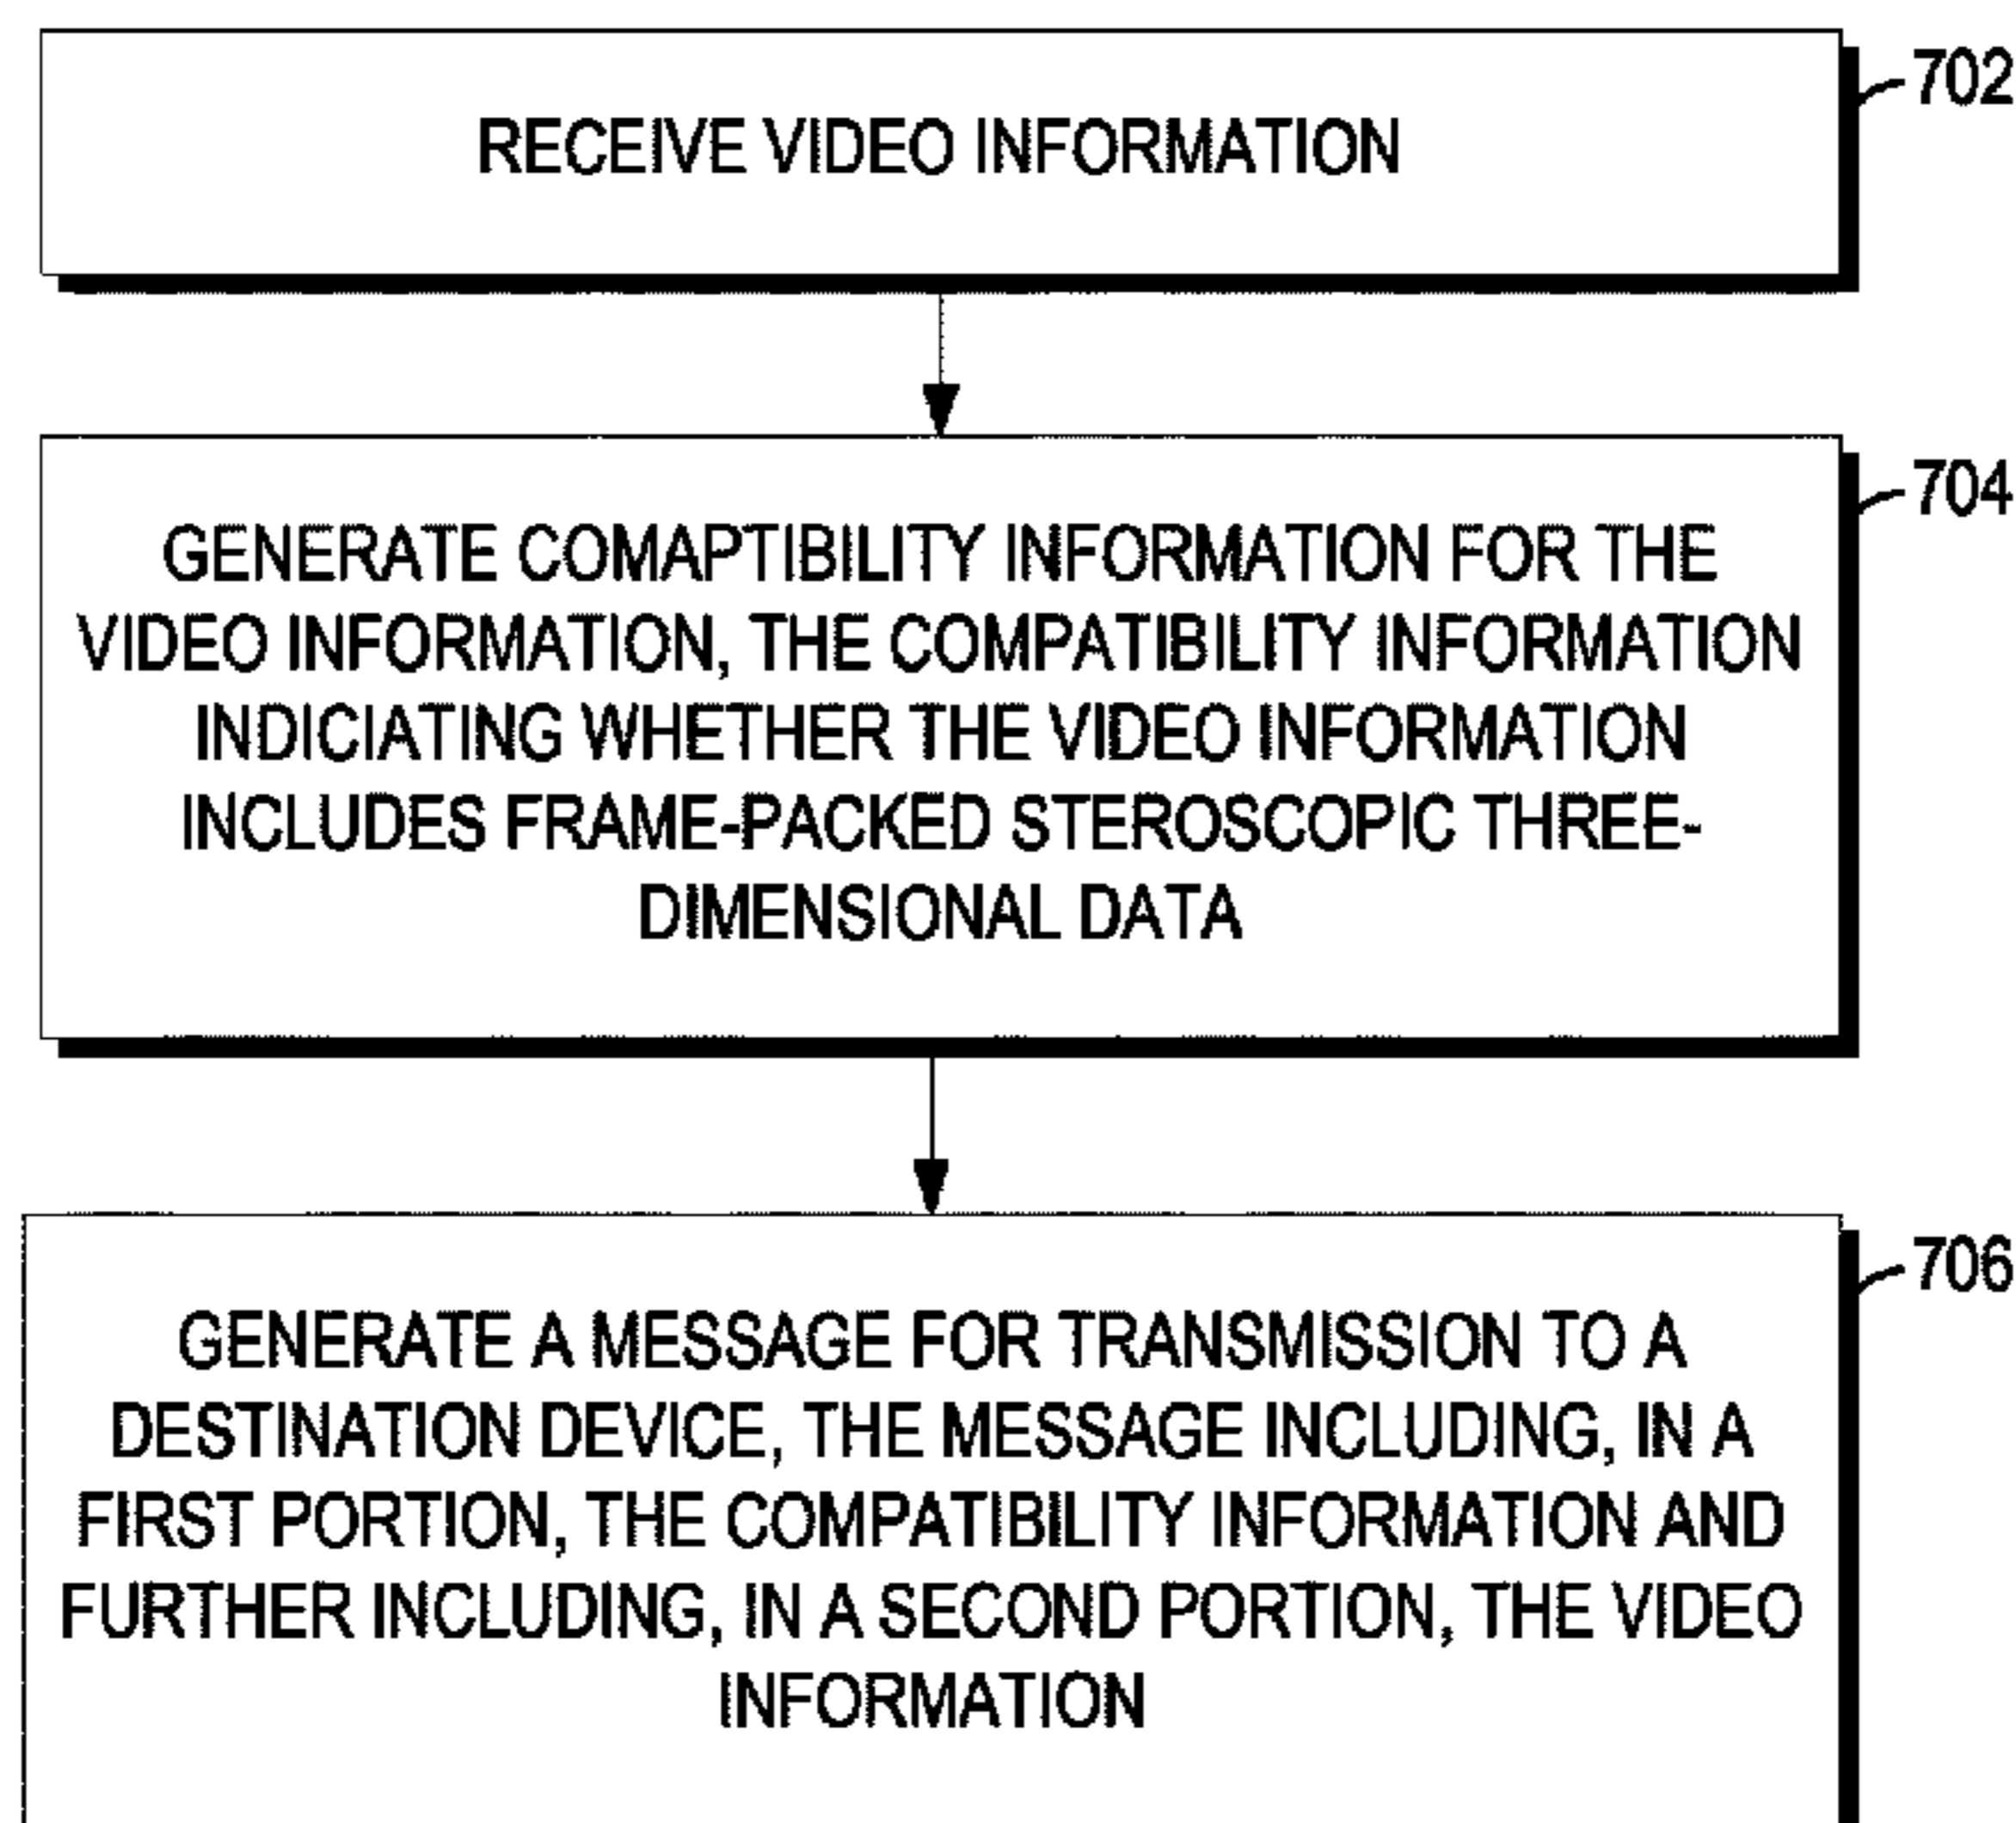 702
RECEIVE VIDEO INFORMATION
704
GENERATE COMAPTIBILITY INFORMATION FOR THE
VIDEO INFORMATION, THE COMPATIBILITY INFORMATION
INDICIATING WHETHER THE VIDEO INFORMATION
INCLUDES FRAME-PACKED STEROSCOPIC THREE-
DIMENSIONAL DATA
706
GENERATE A MESSAGE FOR TRANSMISSION TO A
DESTINATION DEVICE, THE MESSAGE INCLUDING, IN A
FIRST PORTION, THE COMPATIBILITY INFORMATION AND
FURTHER INCLUDING, IN A SECOND PORTION, THE VIDEO
INFORMATION